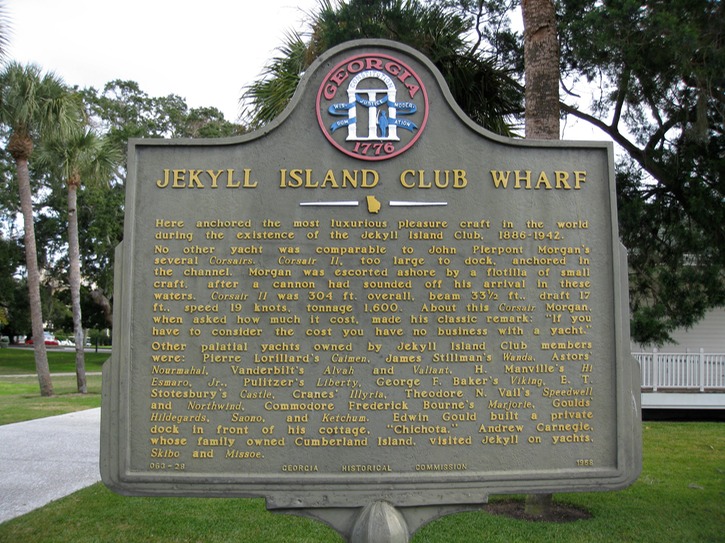 GEORGIA
WISDOM JUSTICE MODERATION
1776
JEKYLL ISLAND CLUB WHARF
Here anchored the most luxurious pleasure craft in the world
during the existence of the Jekyll Island Club, 1886-1942.
No other yacht was comparable to John Pierpont Morgan's
several Corsairs. Corsair II, too large to dock, anchored in
the channel. Morgan was escorted ashore by a flotilla of small
craft, after a cannon had sounded off his arrival in these
waters. Corsair II was 304 ft. overall, beam 33½ ft., draft 17
ft., speed 19 knots, tonnage 1,600. About this Corsair Morgan,
when asked how much it cost, made his classic remark: "If you
have to consider the cost you have no business with a yacht."
Other palatial yachts owned by Jekyll Island Club members
were: Pierre Lorillard's Caimen, James Stillman's Wanda, Astors'
Nourmahal, Vanderbilt's Alvah and Valiant, H. Manville's Hi
Esmaro, Jr., Pulitzer's Liberty, George F. Baker's Viking, E. T.
Stotesbury's Castle, Cranes' Illyria, Theodore N. Vail's Speedwell
and Northwind, Commodore Frederick Bourne's Marjorie, Goulds'
Hildegards, Saono, and Ketchum. Edwin Gould built a private
dock in front of his cottage, "Chichota." Andrew Carnegie,
whose family owned Cumberland Island, visited Jekyll on yachts,
Skibo and Missoe.
063-28 GEORGIA HISTORICAL COMMISSION 1958